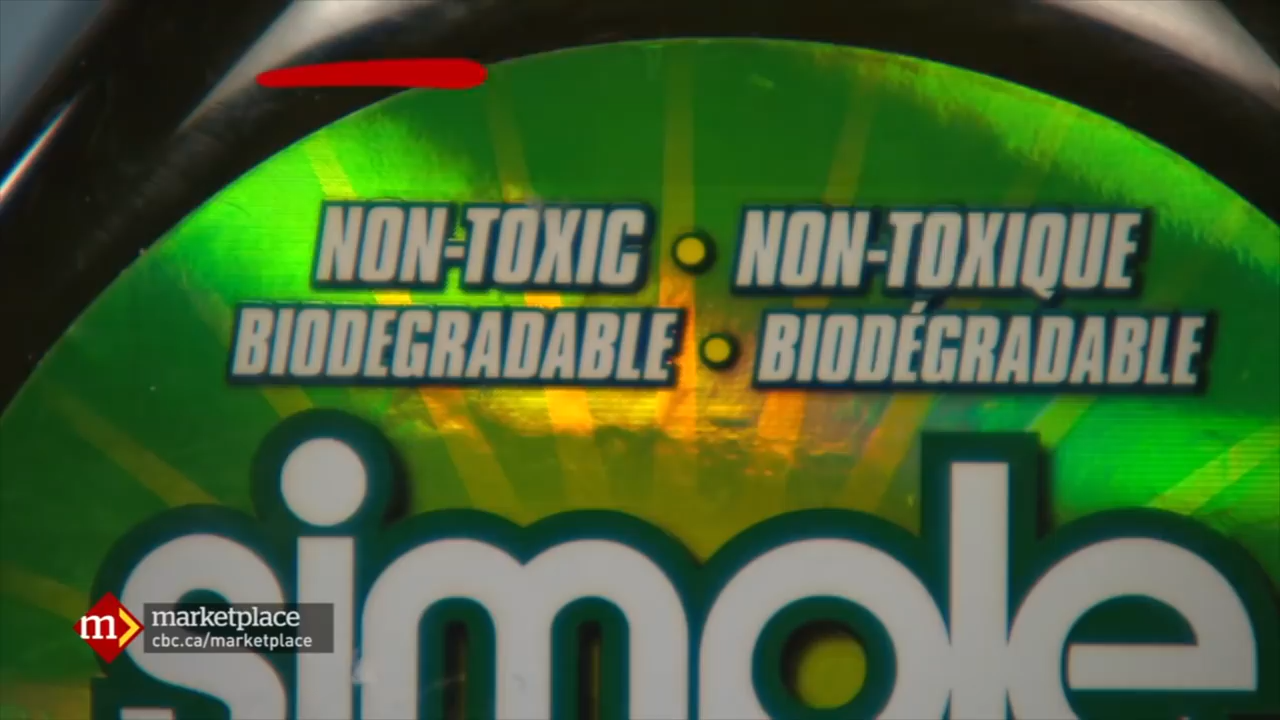 NON-TOXIC • NON-TOXIQUE
BIODEGRADABLE • BIODÉGRADABLE
simple
m marketplace
cbc.ca/marketplace